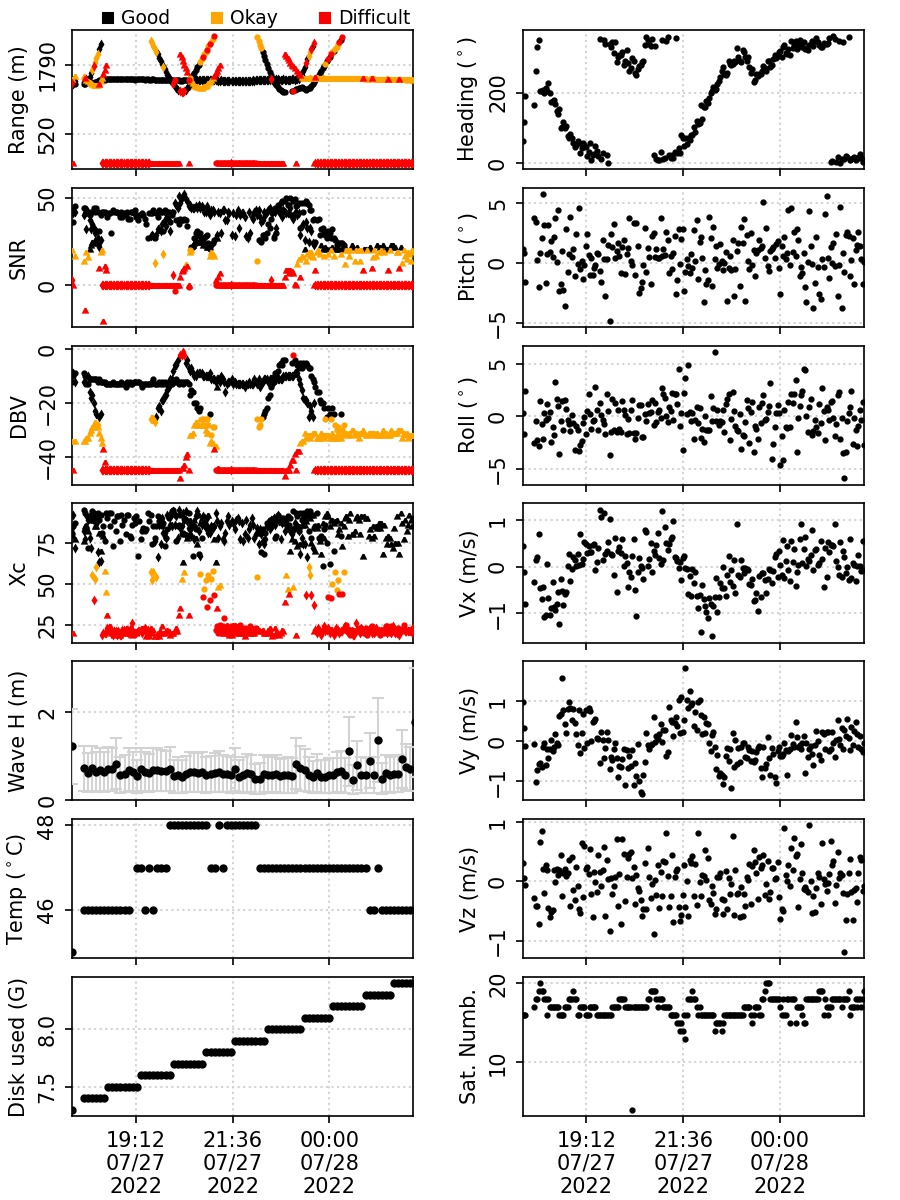 Good Okay Difficult
Range (m)
1790
520
Heading (°)
200
0
SNR
50
0
Pitch (°)
5
0
−5
DBV
0
−20
−40
Roll (°)
5
0
−5
Xc
75
50
25
Vx (m/s)
1
0
−1
Wave H (m)
2
0
Vy (m/s)
1
0
−1
Temp (°C)
48
46
Vz (m/s)
1
0
−1
Disk used (G)
8.0
7.5
Sat. Numb.
20
10
19:12 21:36 00:00
07/27 07/27 07/28
2022 2022 2022
19:12 21:36 00:00
07/27 07/27 07/28
2022 2022 2022